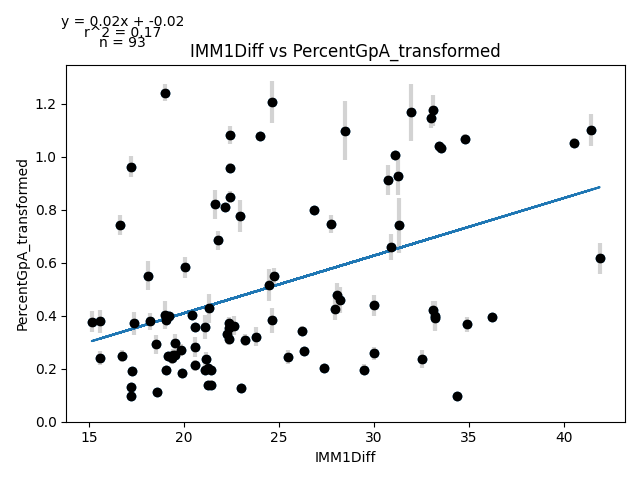 y = 0.02x + -0.02
r^2 = 0.17
n = 93
IMM1Diff vs PercentGpA_transformed
PercentGpA_transformed
1.2
1.0
0.8
0.6
0.4
0.2
0.0
15 20 25 30 35 40
IMM1Diff